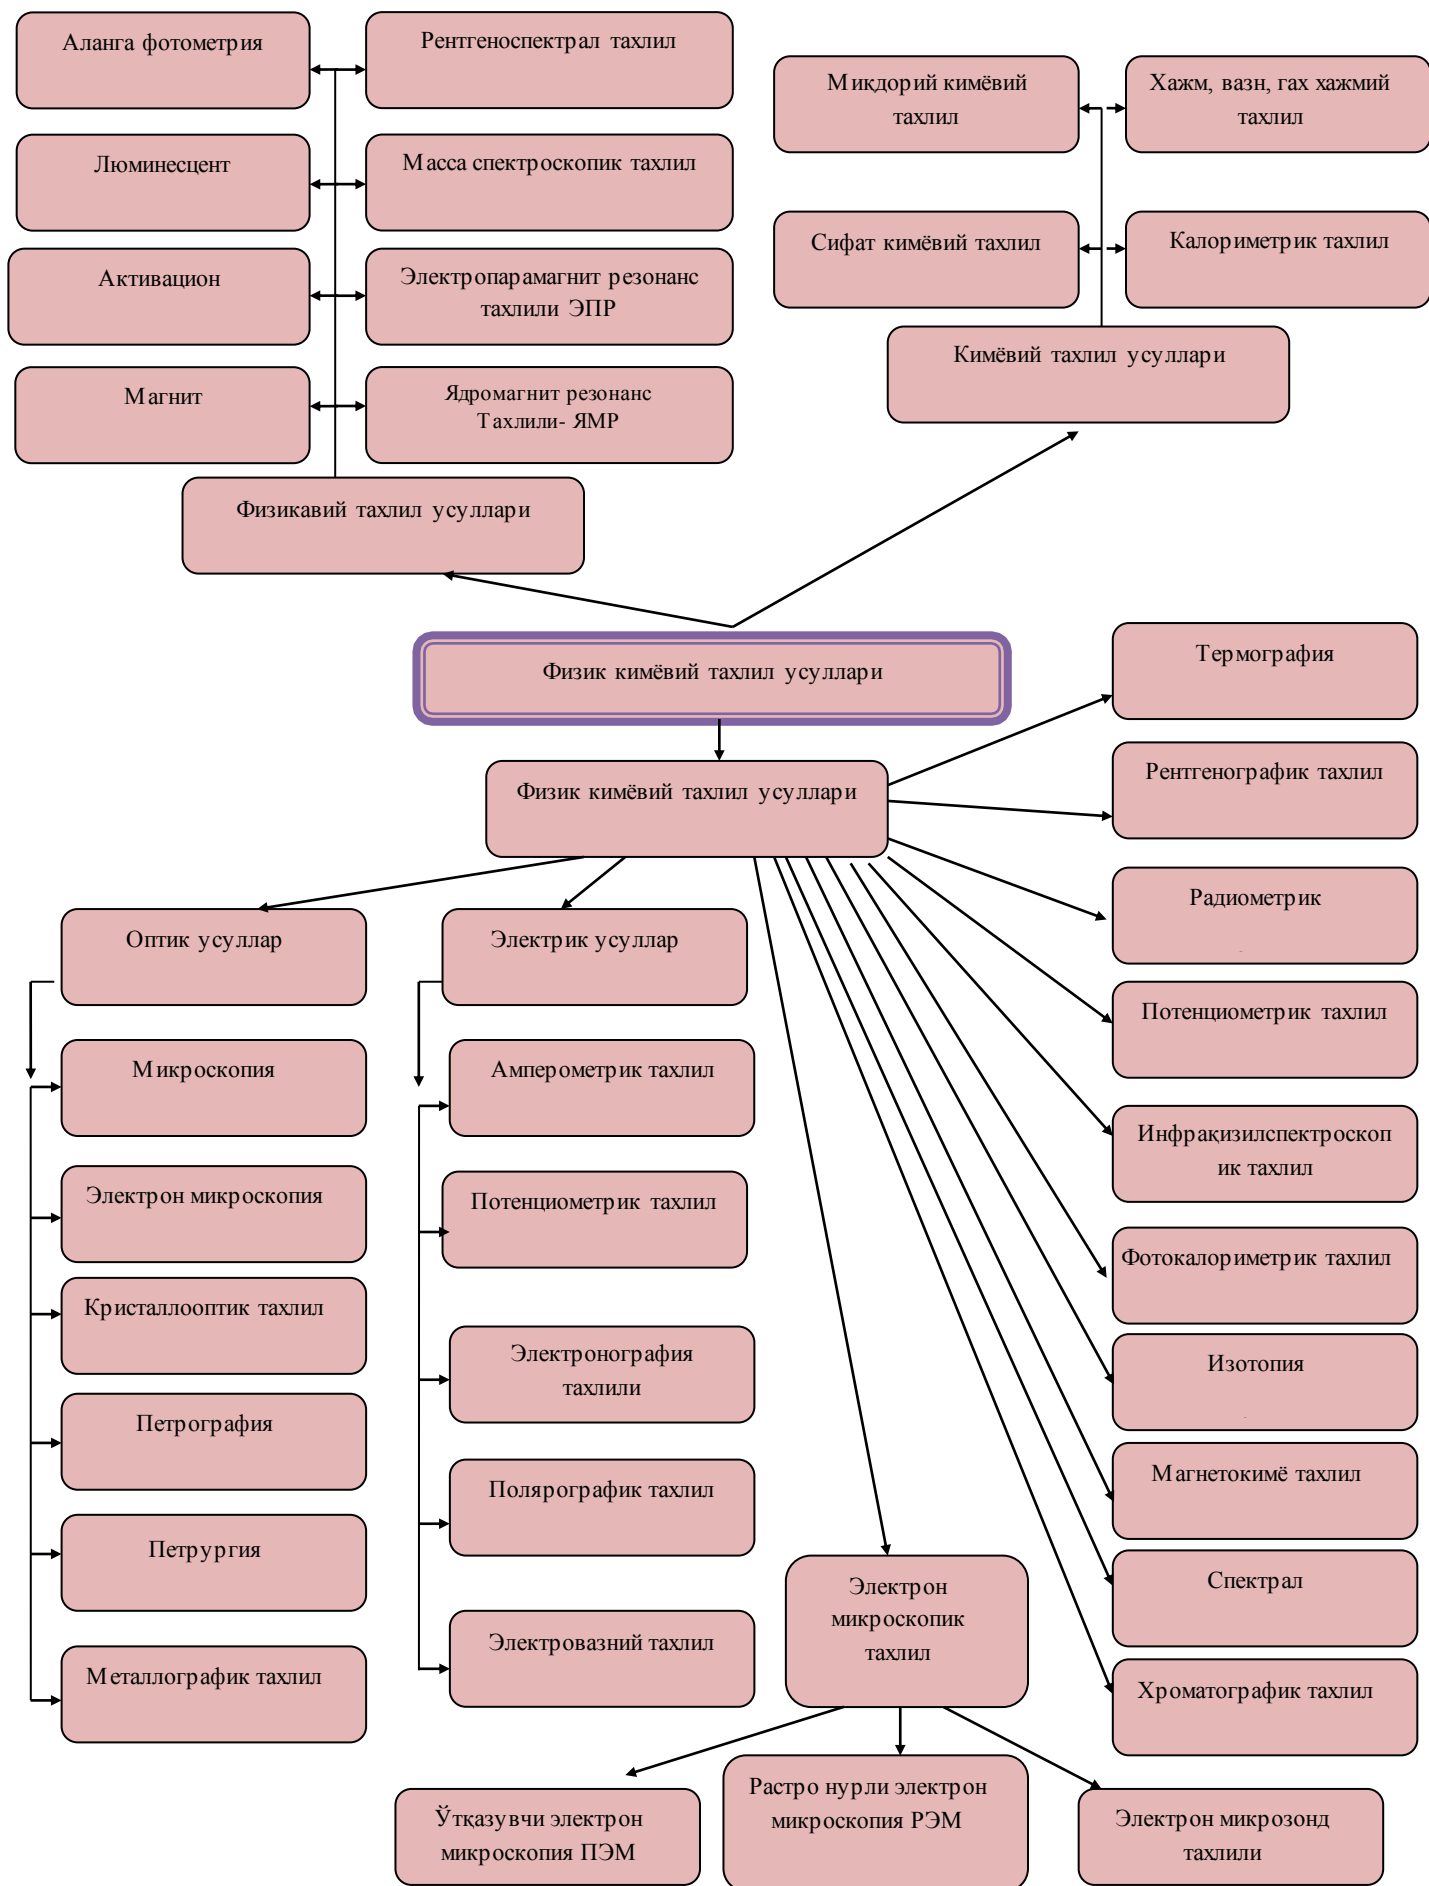 Аланга фотометрия
Рентгеноспектрал тахлил
Люминесцент
Масса спектроскопик тахлил
Активацион
Электропарамагнит резонанс
тахлили ЭПР
Магнит
Ядромагнит резонанс
Тахлили- ЯМР
Физикавий тахлил усуллари
Миқдорий кимёвий
тахлил
Хажм, вазн, гах хажмий
тахлил
Сифат кимёвий тахлил
Калориметрик тахлил
Кимёвий тахлил усуллари
Физик кимёвий тахлил усуллари
Физик кимёвий тахлил усуллари
Термография
Рентгенографик тахлил
Радиометрик
Потенциометрик тахлил
Инфрақизилспектроскоп
ик тахлил
Фотокалориметрик тахлил
Изотопия
Магнетокимё тахлил
Спектрал
Хроматографик тахлил
Оптик усуллар
Микроскопия
Электрон микроскопия
Кристаллооптик тахлил
Петрография
Петрургия
Металлографик тахлил
Электрик усуллар
Амперометрик тахлил
Потенциометрик тахлил
Электронография
тахлили
Полярографик тахлил
Электровазний тахлил
Электрон
микроскопик
тахлил
Ўтқазувчи электрон
микроскопия ПЭМ
Растро нурли электрон
микроскопия РЭМ
Электрон микрозонд
тахлили